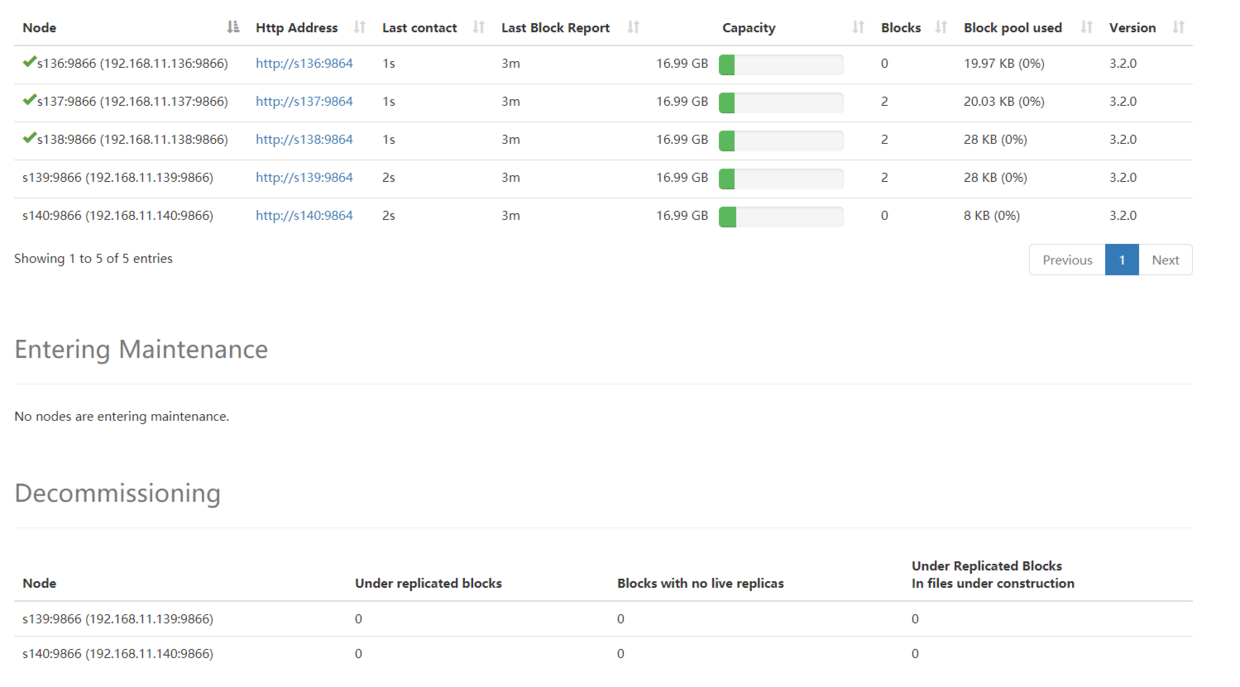 Node Http Address Last contact Last Block Report Capacity Blocks Block pool used Version
s136:9866 (192.168.11.136:9866) http://s136:9864 1s 3m 16.99 GB 0 19.97 KB (0%) 3.2.0
s137:9866 (192.168.11.137:9866) http://s137:9864 1s 3m 16.99 GB 2 20.03 KB (0%) 3.2.0
s138:9866 (192.168.11.138:9866) http://s138:9864 1s 3m 16.99 GB 2 28 KB (0%) 3.2.0
s139:9866 (192.168.11.139:9866) http://s139:9864 2s 3m 16.99 GB 2 28 KB (0%) 3.2.0
s140:9866 (192.168.11.140:9866) http://s140:9864 2s 3m 16.99 GB 0 8 KB (0%) 3.2.0
Showing 1 to 5 of 5 entries Previous 1 Next
Entering Maintenance
No nodes are entering maintenance.
Decommissioning
Under Replicated Blocks
Node Under replicated blocks Blocks with no live replicas In files under construction
s139:9866 (192.168.11.139:9866) 0 0 0
s140:9866 (192.168.11.140:9866) 0 0 0